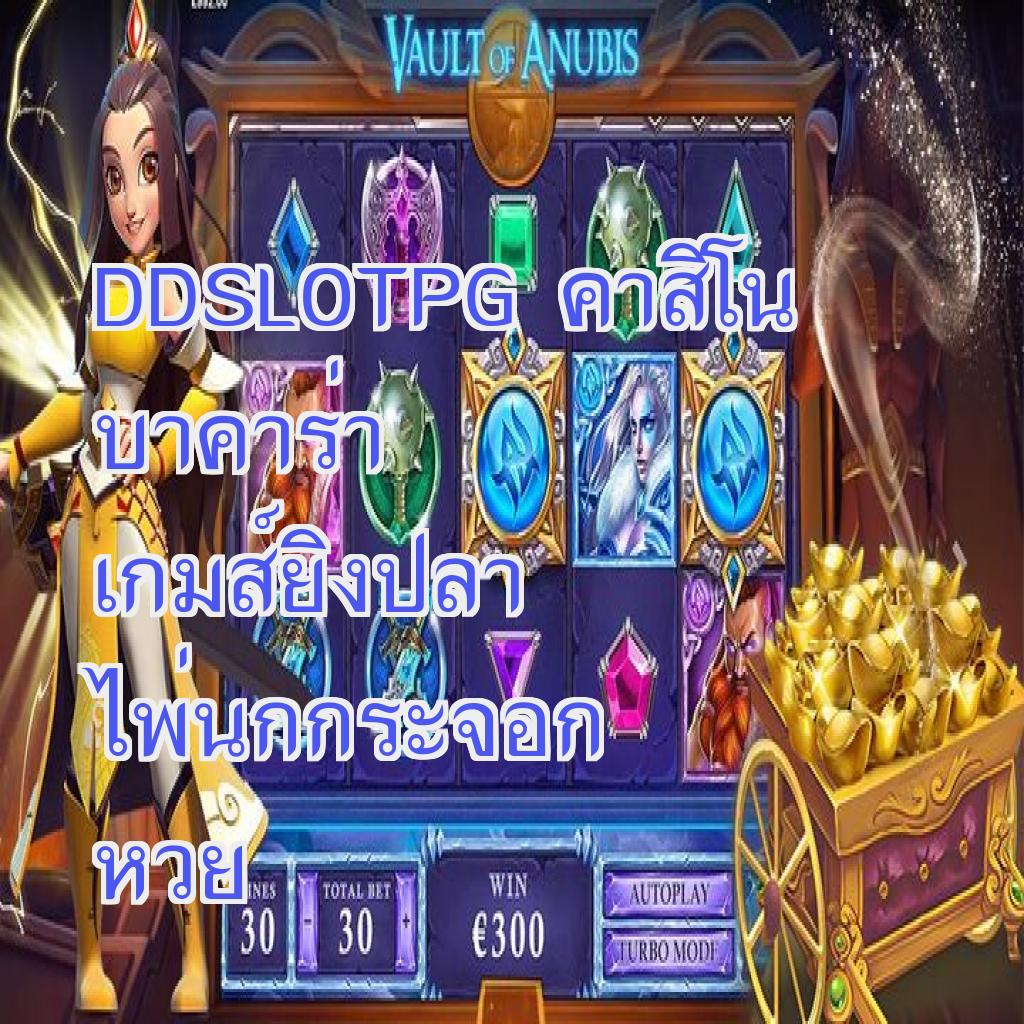 VAULT OF ANUBIS
DDSLOTPG คาสิโน
บาคาร่า
เกมส์ยิงปลา
ไพ่นกกระจอก
หวย
TOTAL BET
WIN
AUTOPLAY
30
30
€300
TURBO MODE